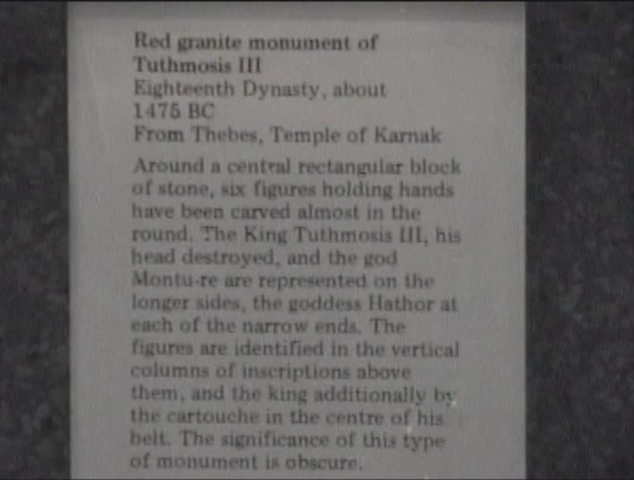 Red granite monument of
Tuthmosis III
Eighteenth Dynasty, about
1475 BC
From Thebes, Temple of Karnak
Around a central rectangular block
of stone, six figures holding hands
have been carved almost in the
round. The King Tuthmosis III, his
head destroyed, and the god
Montu-re are represented on the
longer sides, the goddess Hathor at
each of the narrow ends. The
figures are identified in the vertical
columns of inscriptions above
them, and the king additionally by
the cartouche in the centre of his
belt. The significance of this type
of monument is obscure.